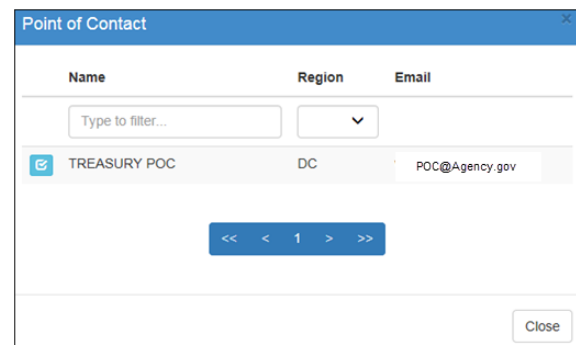 Point of Contact ×
Name Region Email
Type to filter...
TREASURY POC DC POC@Agency.gov
<< < 1 > >>
Close